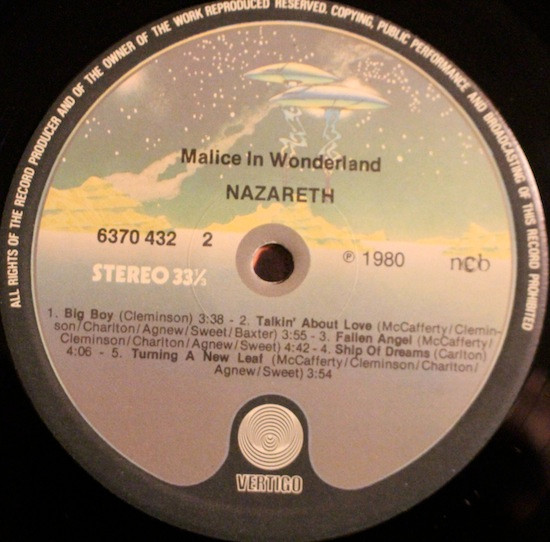 ALL RIGHTS OF THE RECORD PRODUCER AND OF THE OWNER OF THE WORK REPRODUCED RESERVED. COPYING, PUBLIC PERFORMANCE AND BROADCASTING OF THIS RECORD PROHIBITED
Malice In Wonderland
NAZARETH
6370 432 2
℗ 1980
ncb
STEREO 33⅓
1. Big Boy (Cleminson) 3:38 - 2. Talkin' About Love (McCafferty/Clemin-
son/Charlton/Agnew/Sweet/Baxter) 3:55 - 3. Fallen Angel (McCafferty/
Cleminson/Charlton/Agnew/Sweet) 4:42 - 4. Ship Of Dreams (Carlton)
4:06 - 5. Turning A New Leaf (McCafferty/Cleminson/Charlton/
Agnew/Sweet) 3:54
VERTIGO